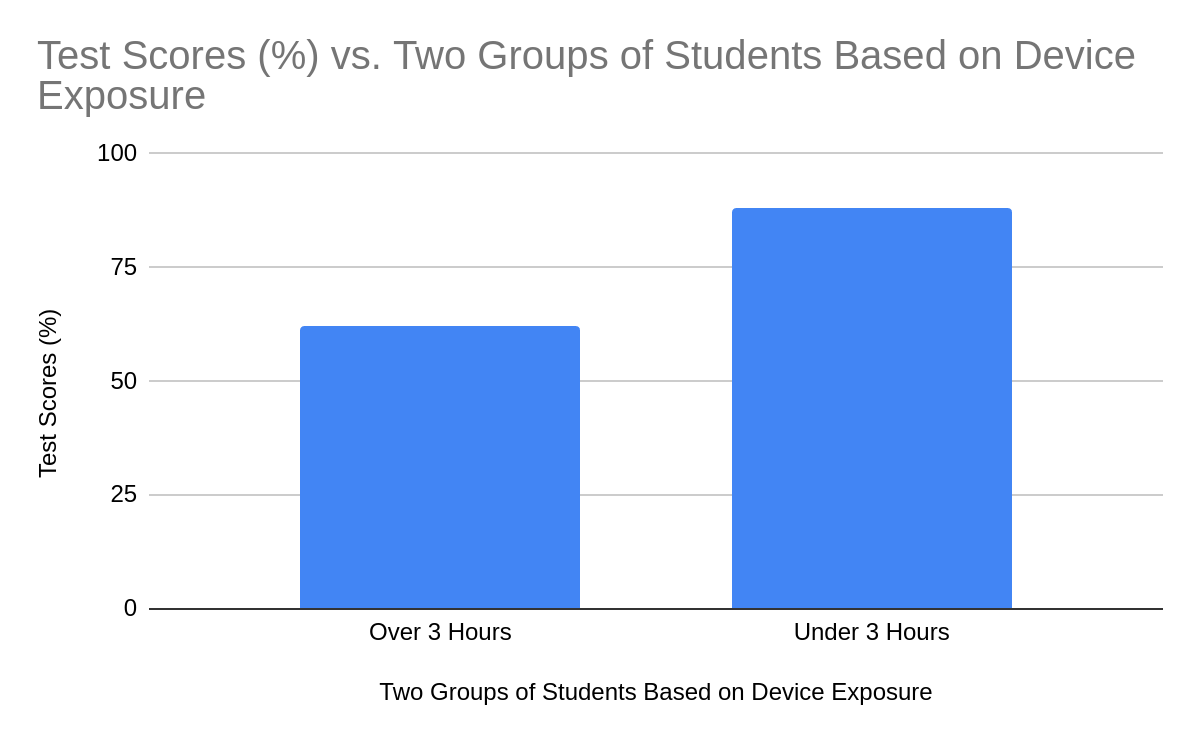 Test Scores (%) vs. Two Groups of Students Based on Device
Exposure
100
75
50
25
0
Test Scores (%)
Over 3 Hours
Under 3 Hours
Two Groups of Students Based on Device Exposure